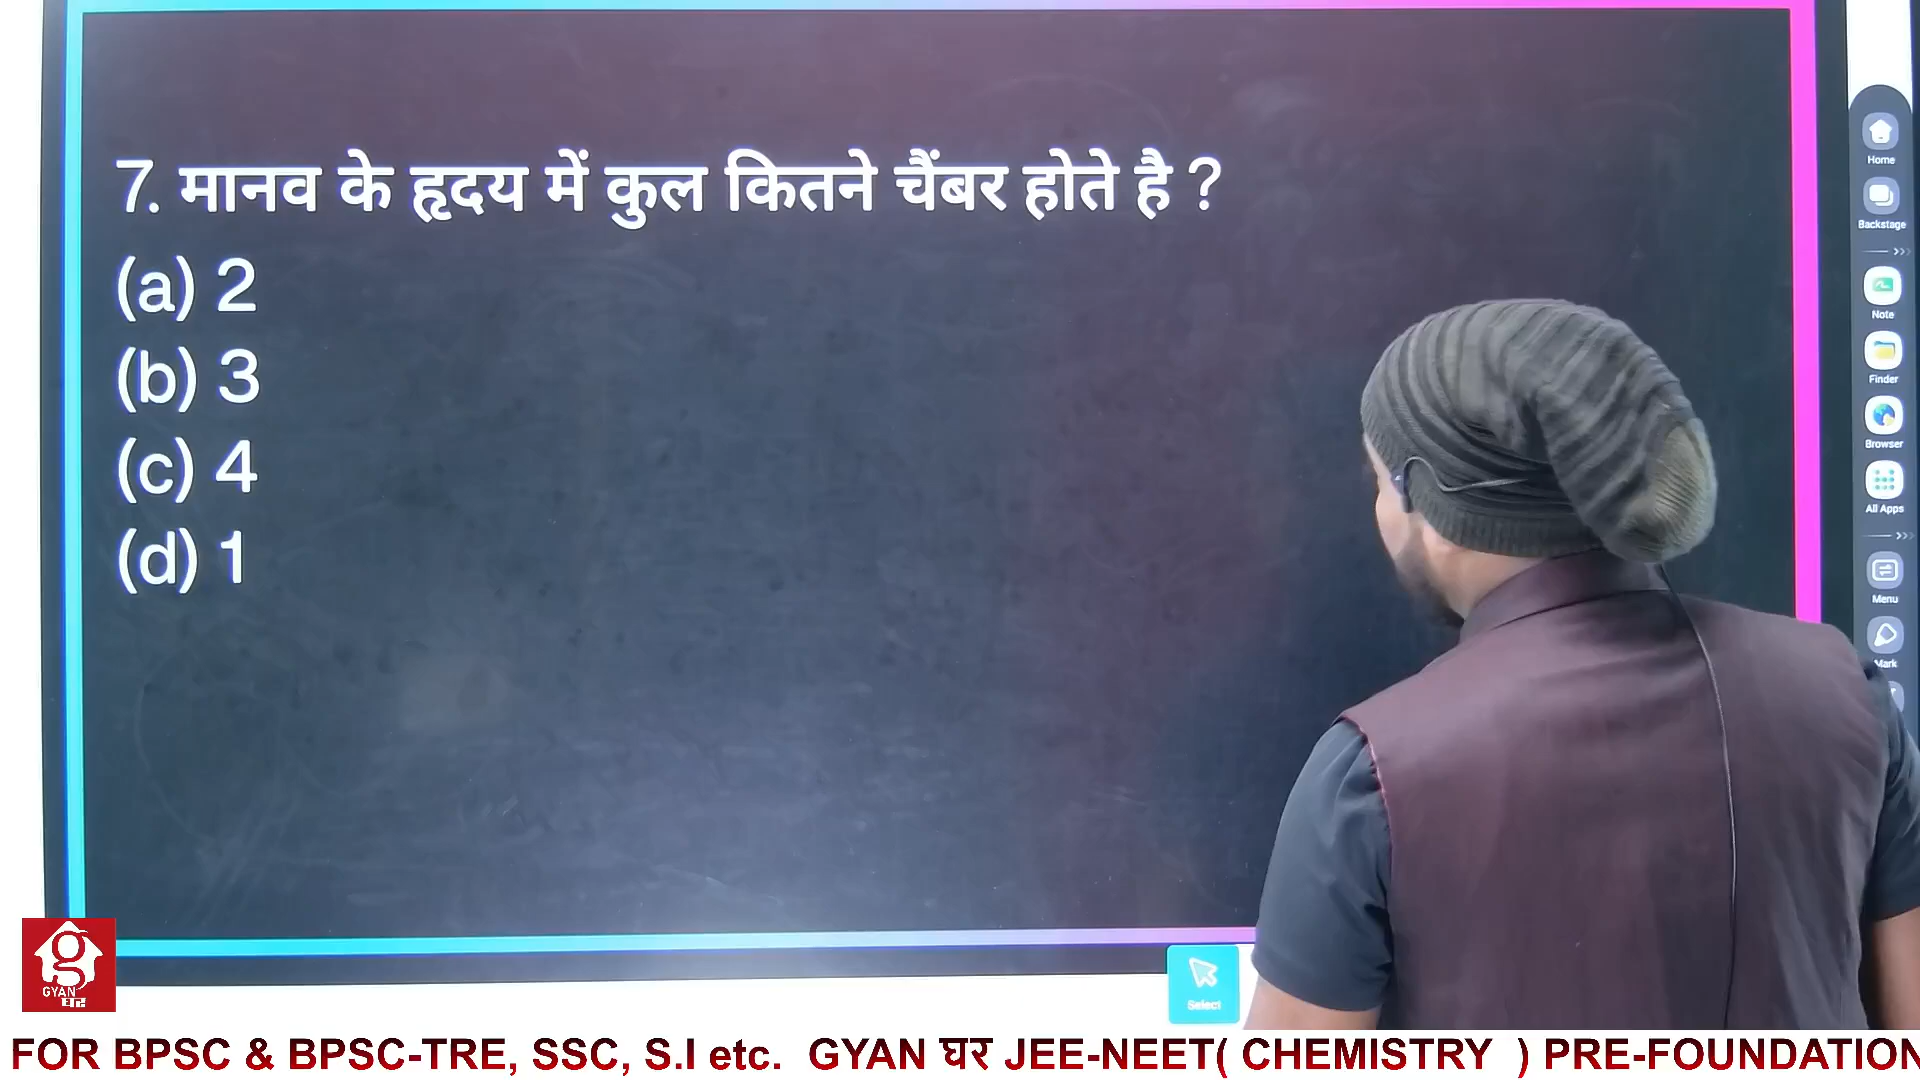 7. मानव के हृदय में कुल कितने चैंबर होते है ?
(a) 2
(b) 3
(c) 4
(d) 1
Home
Backstage
Note
Finder
Browser
All Apps
Menu
Mark
Select
g
GYAN
घर
FOR BPSC & BPSC-TRE, SSC, S.I etc. GYAN घर JEE-NEET( CHEMISTRY ) PRE-FOUNDATION